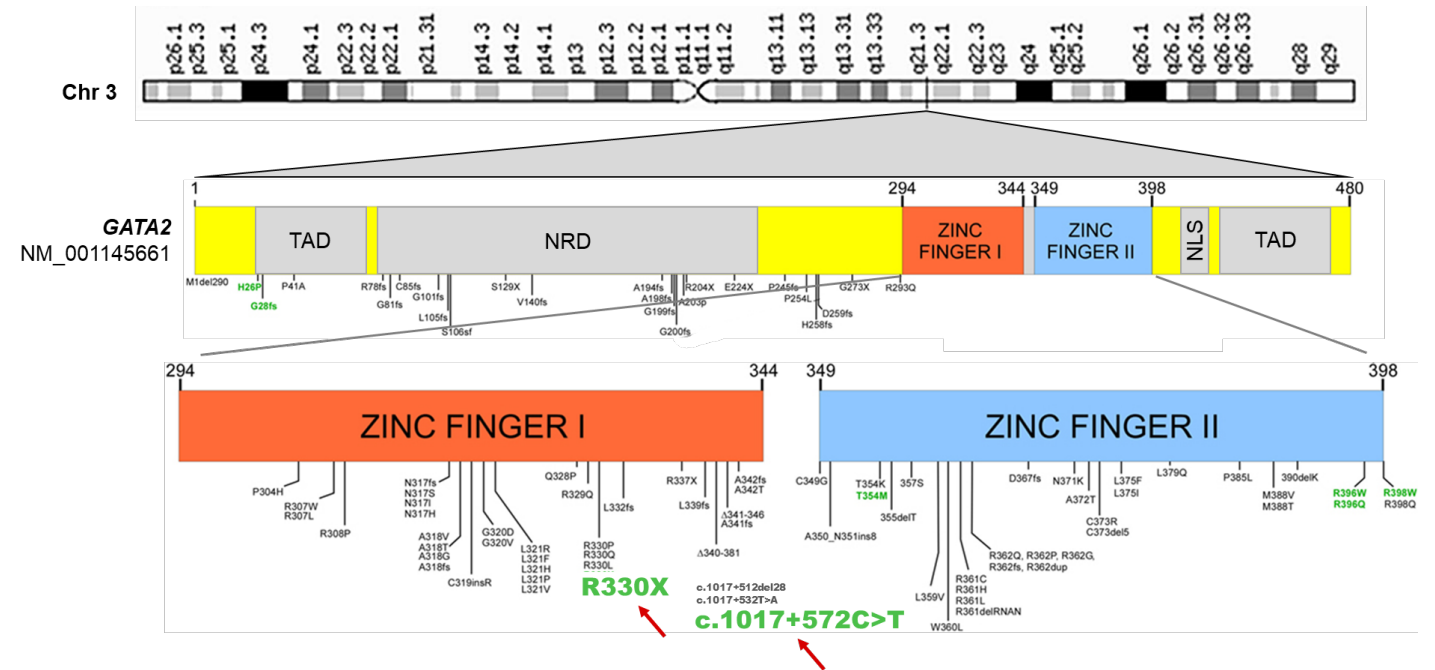 p26.1 p25.3 p25.1 p24.3 p24.1 p22.3 p22.2 p22.1 p21.31 p14.3 p14.2 p14.1 p13 p12.3 p12.2 p12.1 p11.1 q11.1 q11.2 q13.11 q13.13 q13.31 q13.33 q21.3 q22.1 q22.3 q23 q24 q25.1 q25.2 q26.1 q26.2 q26.31 q26.32 q26.33 q28 q29
Chr 3
1 294 344 349 398 480
GATA2
NM_001145661
TAD NRD
ZINC
FINGER I
ZINC
FINGER II
NLS
TAD
M1del290
H26P
G28fs
P41A
R78fs
G81fs
C85fs
G101fs
L105fs
S106sf
S129X
V140fs
A194fs
A198fs
G199fs
G200fs
A203p
R204X
E224X
P245fs
P254L
H258fs
D259fs
G273X
R293Q
294 344 349 398
ZINC FINGER I ZINC FINGER II
P304H
R307W
R307L
R308P
N317fs
N317S
N317I
N317H
A318V
A318T
A318G
A318fs
C319insR
G320D
G320V
L321R
L321F
L321H
L321P
L321V
Q328P
R329Q
R330P
R330Q
R330L
R330X
L332fs
R337X
L339fs
Δ340-381
Δ341-346
A341fs
A342fs
A342T
c.1017+512del28
c.1017+532T>A
c.1017+572C>T
C349G
A350_N351ins8
T354K
T354M
355delT
357S
L359V
W360L
R361C
R361H
R361L
R361delRNAN
R362Q, R362P, R362G,
R362fs, R362dup
D367fs
N371K
A372T
C373R
C373del5
L375F
L375I
L379Q
P385L
M388V
M388T
390delK
R396W
R396Q
R398W
R398Q